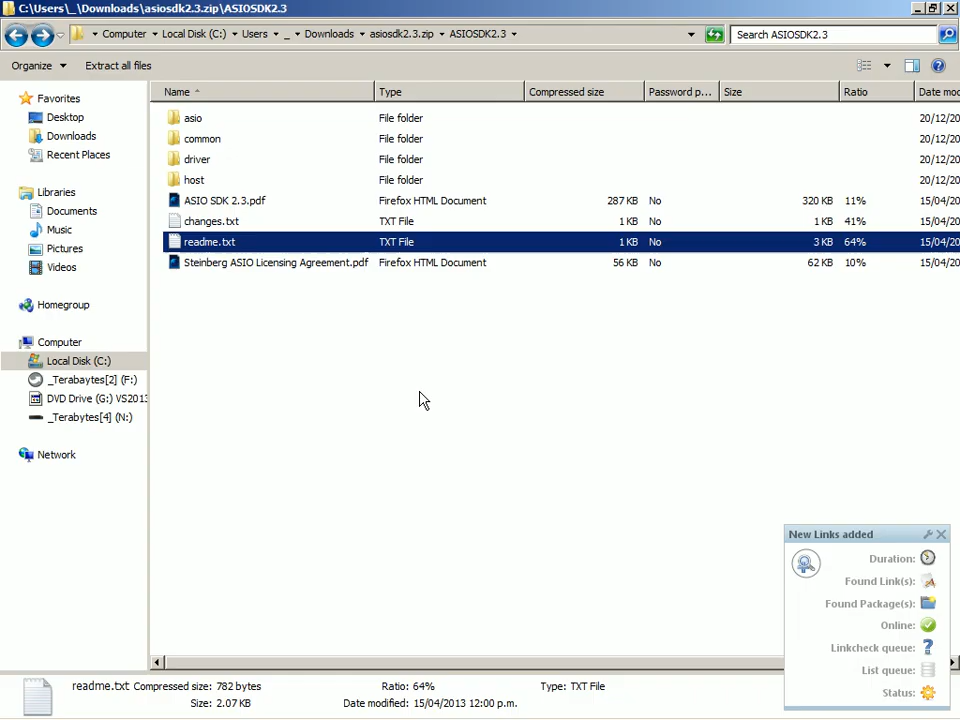 C:\Users\_\Downloads\asiosdk2.3.zip\ASIOSDK2.3
Computer Local Disk (C:) Users _ Downloads asiosdk2.3.zip ASIOSDK2.3 Search ASIOSDK2.3
Organize Extract all files
Name Type Compressed size Password p... Size Ratio Date mo
Favorites
Desktop
Downloads
Recent Places
Libraries
Documents
Music
Pictures
Videos
Homegroup
Computer
Local Disk (C:)
_Terabytes[2] (F:)
DVD Drive (G:) VS2013
_Terabytes[4] (N:)
Network
asio File folder 20/12/20
common File folder 20/12/20
driver File folder 20/12/20
host File folder 20/12/20
ASIO SDK 2.3.pdf Firefox HTML Document 287 KB No 320 KB 11% 15/04/20
changes.txt TXT File 1 KB No 1 KB 41% 15/04/20
readme.txt TXT File 1 KB No 3 KB 64% 15/04/20
Steinberg ASIO Licensing Agreement.pdf Firefox HTML Document 56 KB No 62 KB 10% 15/04/20
New Links added
Duration:
Found Link(s):
Found Package(s):
Online:
Linkcheck queue:
List queue:
Status:
readme.txt Compressed size: 782 bytes Ratio: 64% Type: TXT File
Size: 2.07 KB Date modified: 15/04/2013 12:00 p.m.